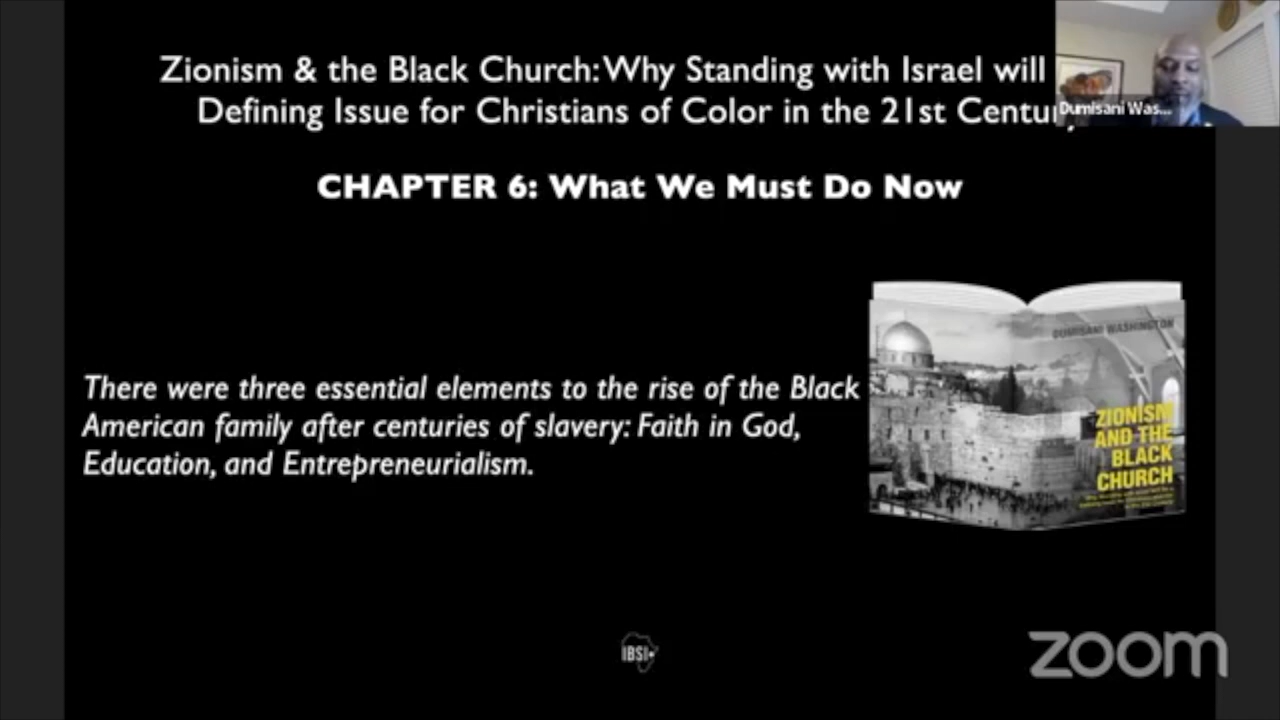 Zionism & the Black Church: Why Standing with Israel will
Defining Issue for Christians of Color in the 21st Century
Dumisani Was...
CHAPTER 6: What We Must Do Now
There were three essential elements to the rise of the Black
American family after centuries of slavery: Faith in God,
Education, and Entrepreneurialism.
DUMISANI WASHINGTON
ZIONISM
AND THE
BLACK
CHURCH
IBSI
zoom